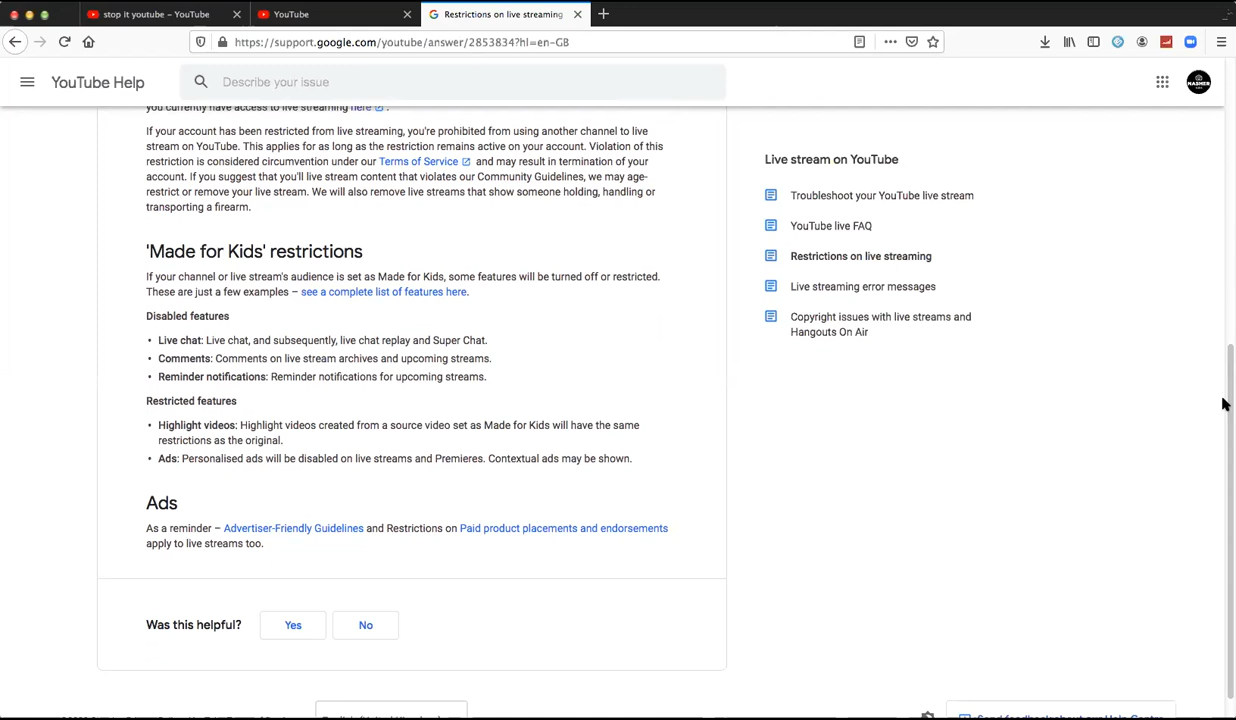 stop it youtube – YouTube
YouTube
Restrictions on live streaming
https://support.google.com/youtube/answer/2853834?hl=en-GB
YouTube Help
Describe your issue
you currently have access to live streaming here .
If your account has been restricted from live streaming, you're prohibited from using another channel to live
stream on YouTube. This applies for as long as the restriction remains active on your account. Violation of this
restriction is considered circumvention under our Terms of Service and may result in termination of your
account. If you suggest that you'll live stream content that violates our Community Guidelines, we may age-
restrict or remove your live stream. We will also remove live streams that show someone holding, handling or
transporting a firearm.
'Made for Kids' restrictions
If your channel or live stream's audience is set as Made for Kids, some features will be turned off or restricted.
These are just a few examples – see a complete list of features here.
Disabled features
• Live chat: Live chat, and subsequently, live chat replay and Super Chat.
• Comments: Comments on live stream archives and upcoming streams.
• Reminder notifications: Reminder notifications for upcoming streams.
Restricted features
• Highlight videos: Highlight videos created from a source video set as Made for Kids will have the same
restrictions as the original.
• Ads: Personalised ads will be disabled on live streams and Premieres. Contextual ads may be shown.
Ads
As a reminder – Advertiser-Friendly Guidelines and Restrictions on Paid product placements and endorsements
apply to live streams too.
Was this helpful?
Yes
No
Live stream on YouTube
Troubleshoot your YouTube live stream
YouTube live FAQ
Restrictions on live streaming
Live streaming error messages
Copyright issues with live streams and
Hangouts On Air
Send feedback about our Help Center